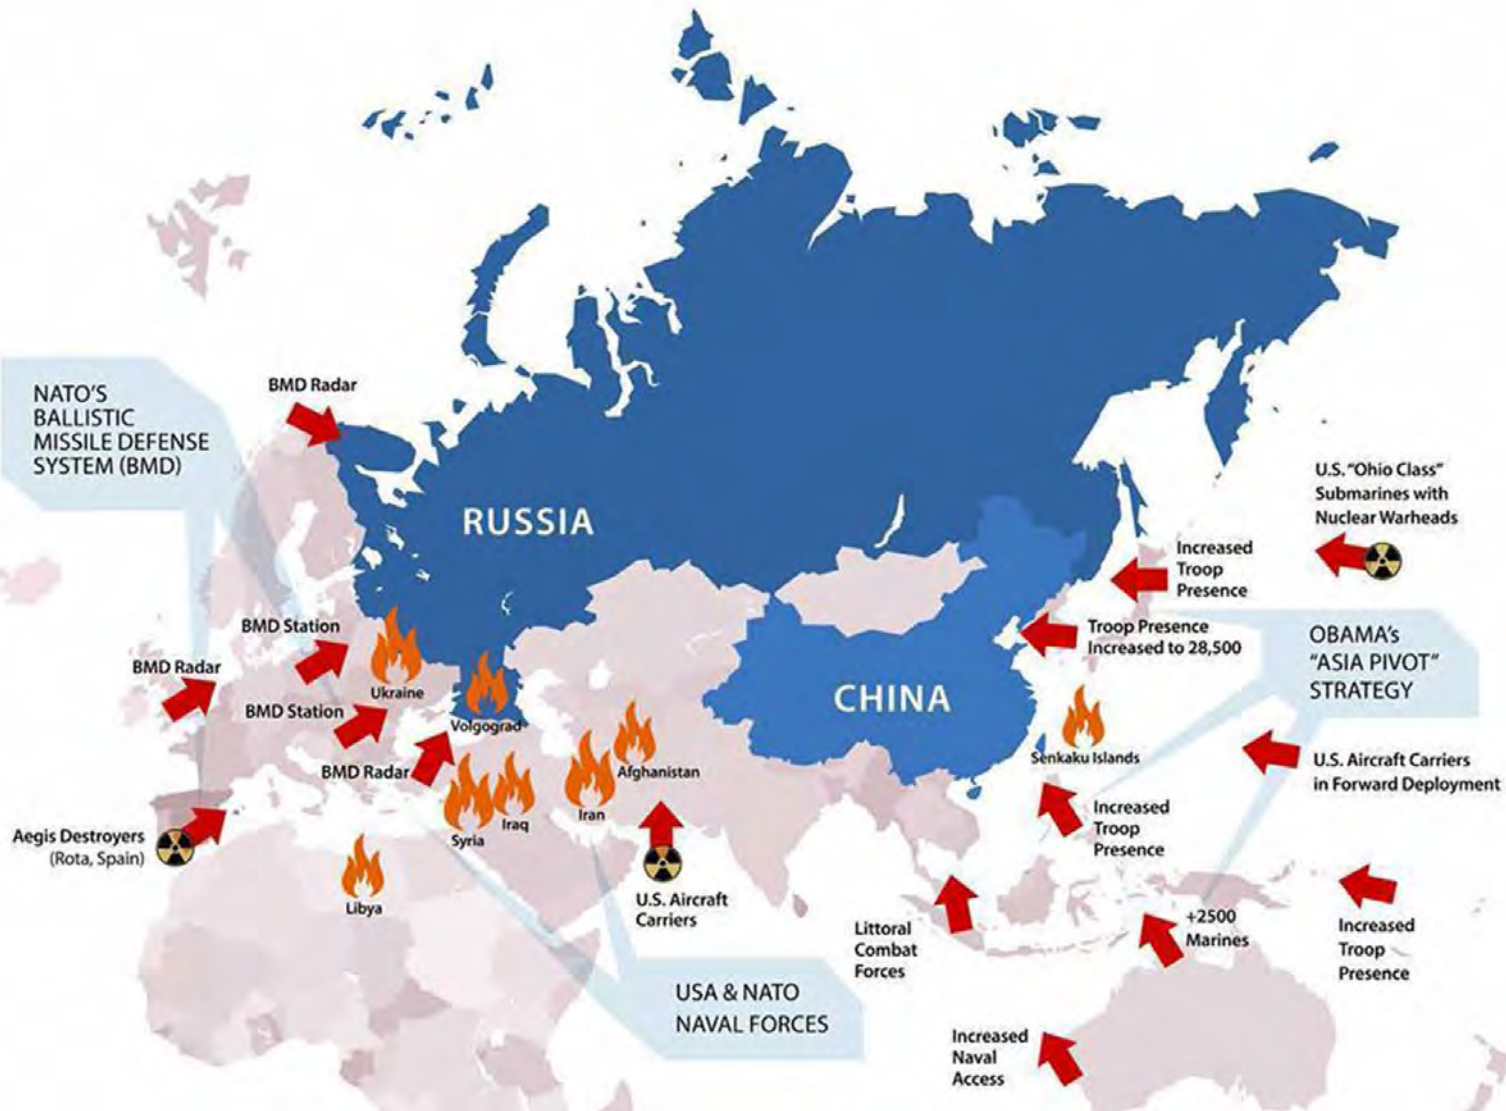 BMD Radar
NATO'S
BALLISTIC
MISSILE DEFENSE
SYSTEM (BMD)
U.S. "Ohio Class"
Submarines with
Nuclear Warheads
RUSSIA
Increased
Troop
Presence
BMD Station
Troop Presence
Increased to 28,500
OBAMA's
"ASIA PIVOT"
STRATEGY
BMD Radar
Ukraine
CHINA
BMD Station
Volgograd
Senkaku Islands
U.S. Aircraft Carriers
in Forward Deployment
BMD Radar
Afghanistan
Iran
Iraq
Syria
Increased
Troop
Presence
Aegis Destroyers
(Rota, Spain)
Libya
U.S. Aircraft
Carriers
Littoral
Combat
Forces
+2500
Marines
Increased
Troop
Presence
USA & NATO
NAVAL FORCES
Increased
Naval
Access